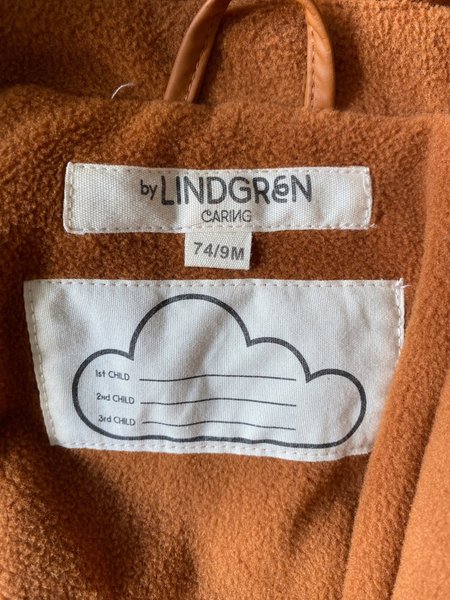 by LINDGREN
CARING
74/9M
1st CHILD
2nd CHILD
3rd CHILD